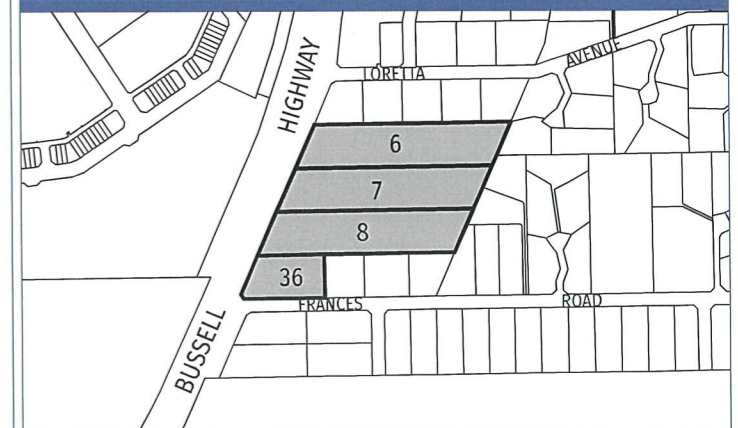 LORETTA AVENUE
BUSSELL HIGHWAY
6
7
8
36
FRANCES ROAD